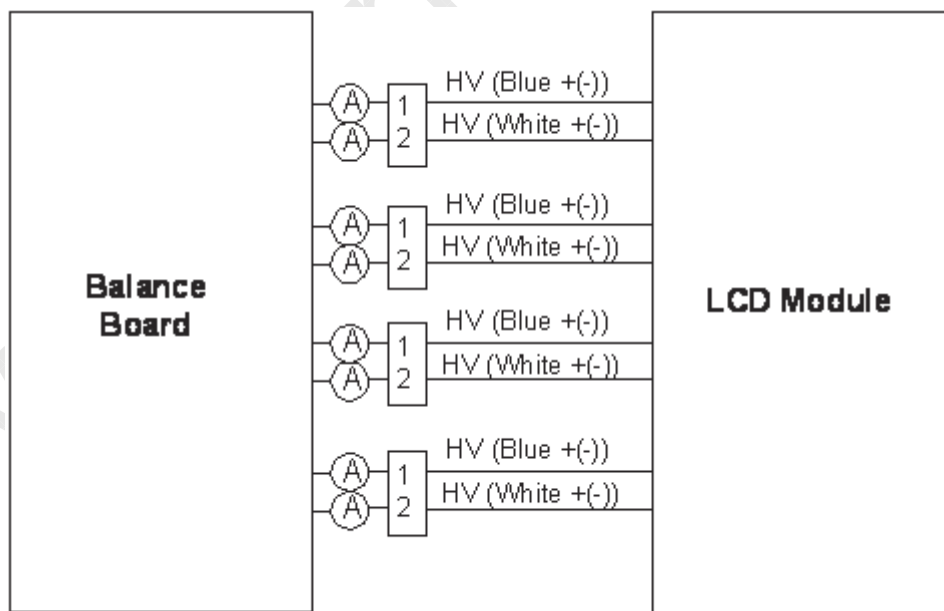 HV (Blue +(-))
A 1
HV (White +(-))
A 2
HV (Blue +(-))
A 1
HV (White +(-))
A 2
Balance
Board
LCD Module
HV (Blue +(-))
A 1
HV (White +(-))
A 2
HV (Blue +(-))
A 1
HV (White +(-))
A 2